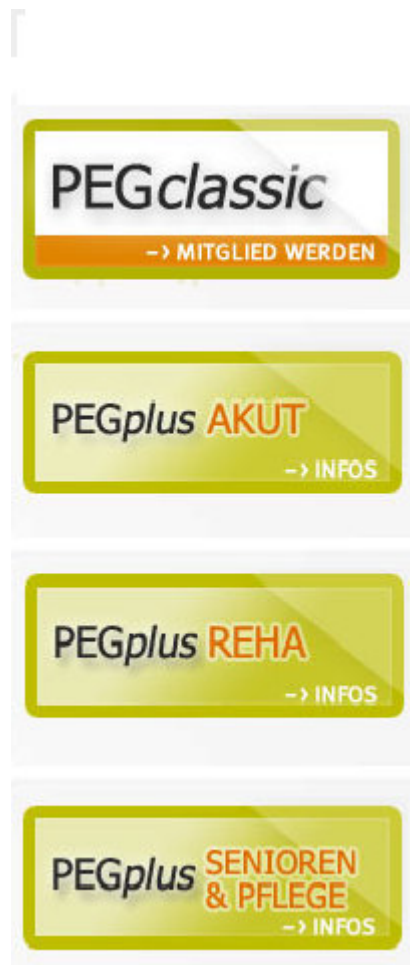 PEGclassic
–› MITGLIED WERDEN
PEGplus AKUT
–› INFOS
PEGplus REHA
–› INFOS
PEGplus SENIOREN
& PFLEGE
–› INFOS